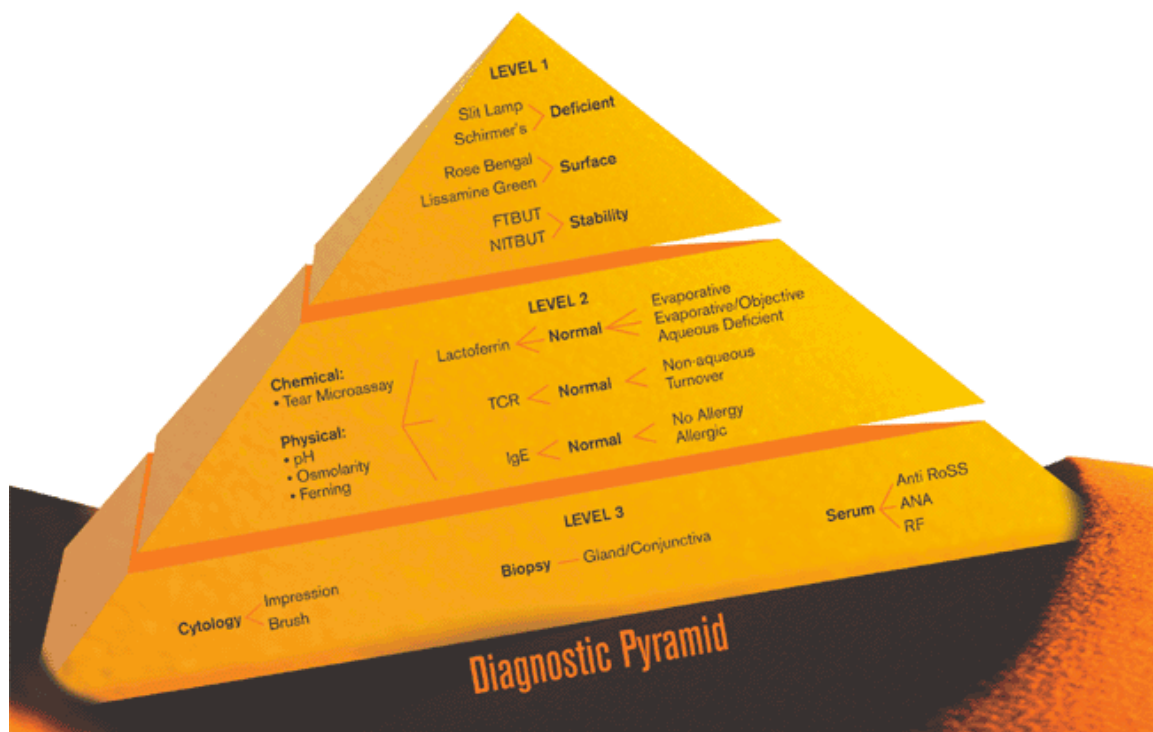 LEVEL 1
Slit Lamp
Schirmer's
Deficient
Rose Bengal
Lissamine Green
Surface
FTBUT
NITBUT
Stability
LEVEL 2
Chemical:
• Tear Microassay
Physical:
• pH
• Osmolarity
• Ferning
Lactoferrin
Normal
Evaporative
Evaporative/Objective
Aqueous Deficient
TCR
Normal
Non-aqueous
Turnover
IgE
Normal
No Allergy
Allergic
LEVEL 3
Cytology
Impression
Brush
Biopsy
Gland/Conjunctiva
Serum
Anti RoSS
ANA
RF
Diagnostic Pyramid